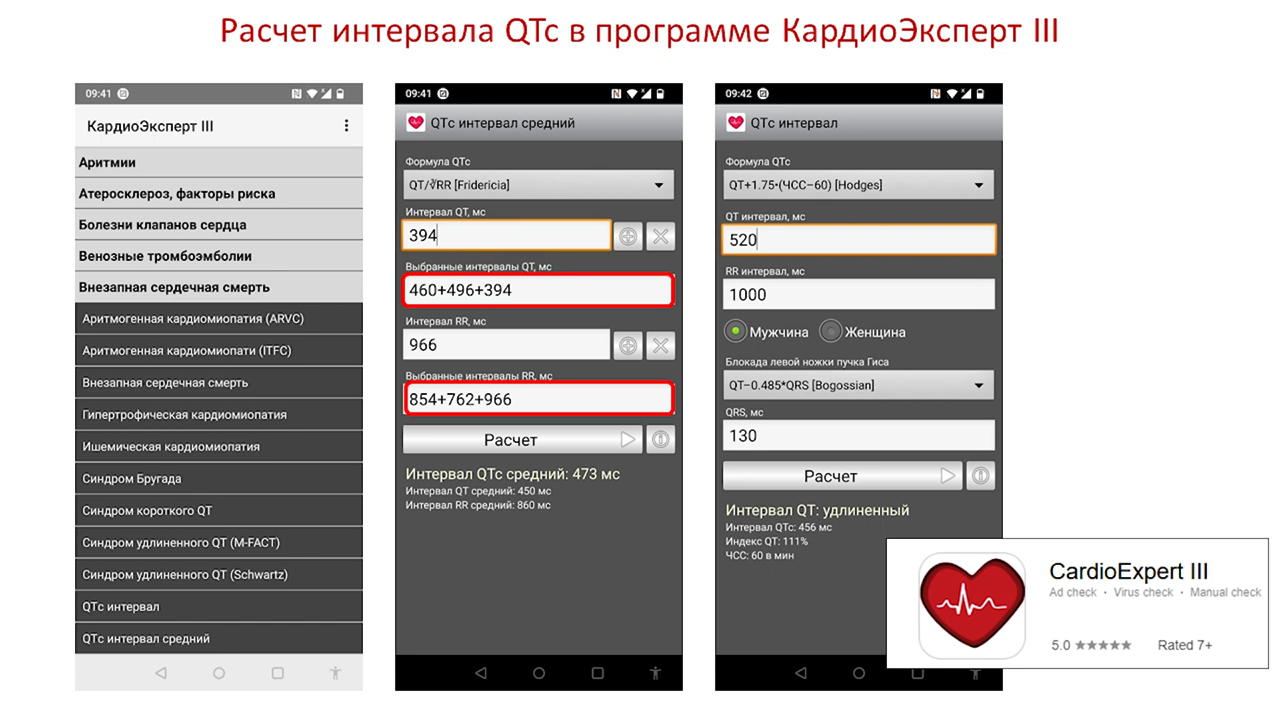 Расчет интервала QTc в программе КардиоЭксперт III
09:41
КардиоЭксперт III
Аритмии
Атеросклероз, факторы риска
Болезни клапанов сердца
Венозные тромбоэмболии
Внезапная сердечная смерть
Аритмогенная кардиомиопатия (ARVC)
Аритмогенная кардиомиопати (ITFC)
Внезапная сердечная смерть
Гипертрофическая кардиомиопатия
Ишемическая кардиомиопатия
Синдром Бругада
Синдром короткого QT
Синдром удлиненного QT (M-FACT)
Синдром удлиненного QT (Schwartz)
QTc интервал
QTc интервал средний
09:41
QTc интервал средний
Формула QTc
QT/∛RR [Fridericia]
Интервал QT, мс
394
Выбранные интервалы QT, мс
460+496+394
Интервал RR, мс
966
Выбранные интервалы RR, мс
854+762+966
Расчет
Интервал QTc средний: 473 мс
Интервал QT средний: 450 мс
Интервал RR средний: 860 мс
09:42
QTc интервал
Формула QTc
QT+1.75•(ЧСС−60) [Hodges]
QT интервал, мс
520
RR интервал, мс
1000
Мужчина Женщина
Блокада левой ножки пучка Гиса
QT−0.485*QRS [Bogossian]
QRS, мс
130
Расчет
Интервал QT: удлиненный
Интервал QTc: 456 мс
Индекс QT: 111%
ЧСС: 60 в мин
CardioExpert III
Ad check • Virus check • Manual check
5.0 ★★★★★ Rated 7+